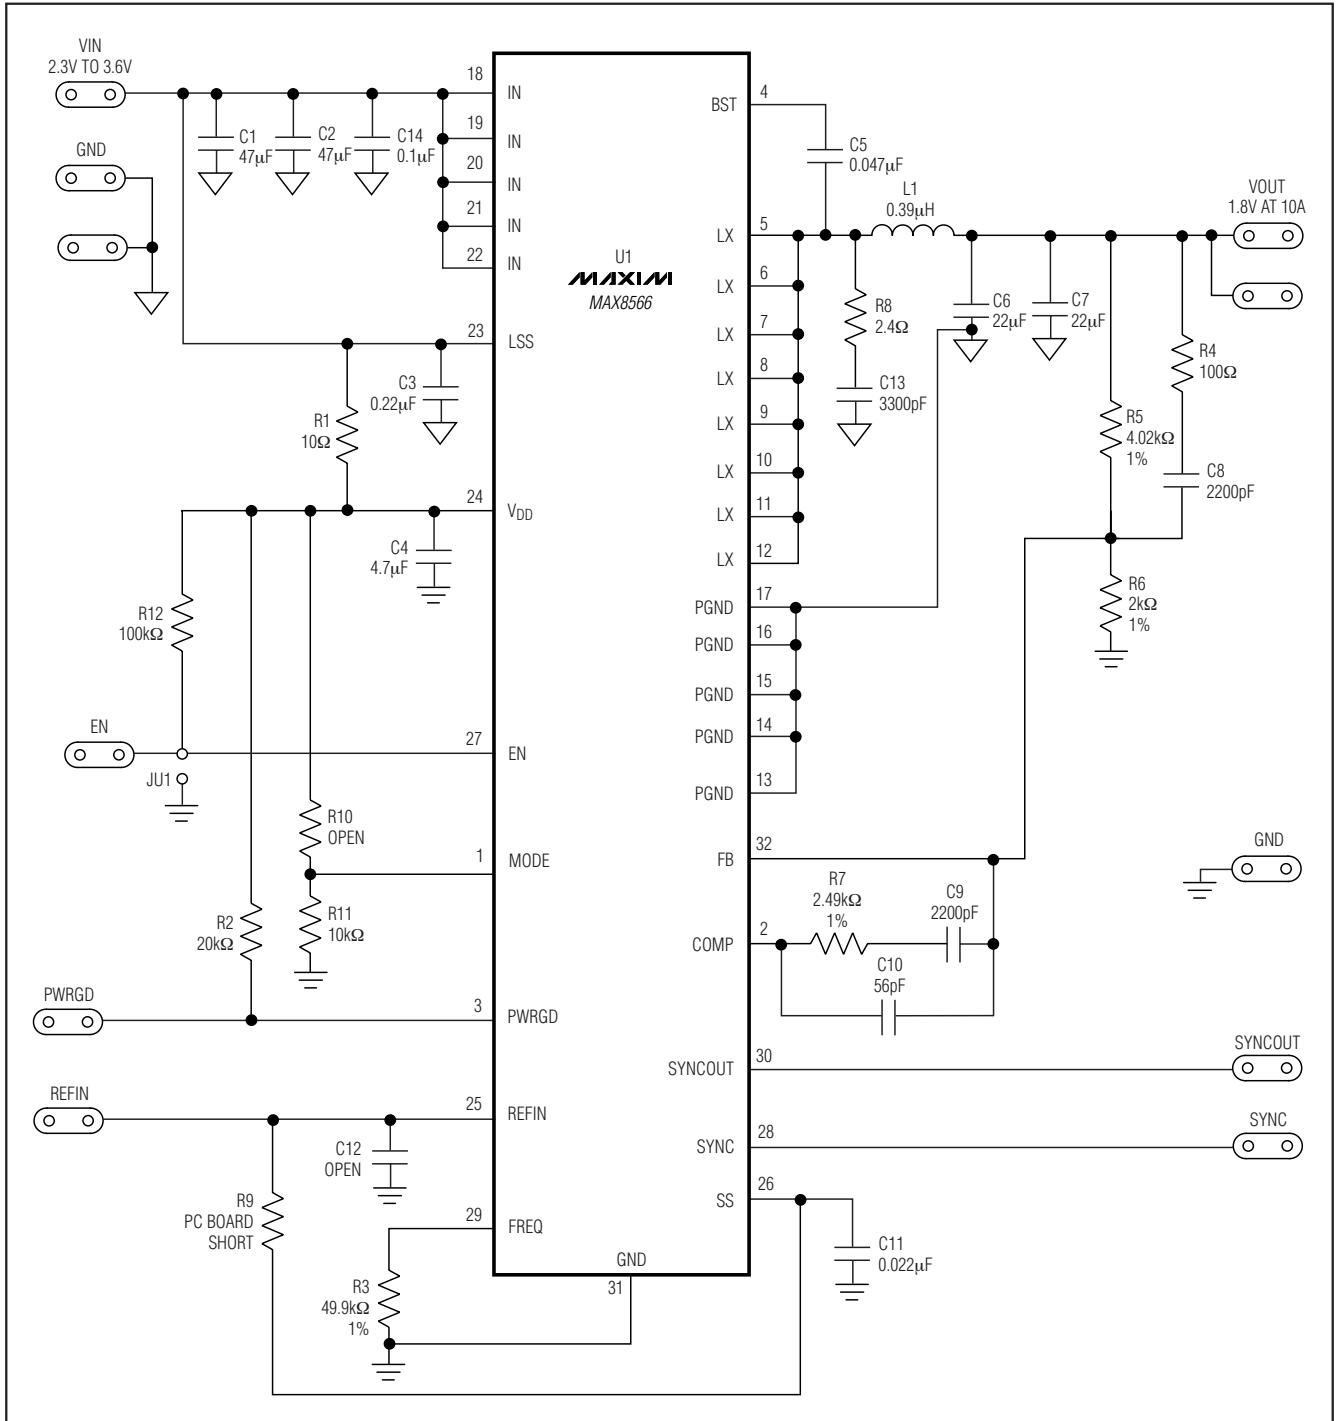 VIN
2.3V TO 3.6V
GND
C1
47µF
C2
47µF
C14
0.1µF
18
IN
19
IN
20
IN
21
IN
22
IN
23
LSS
C3
0.22µF
R1
10Ω
24
VDD
C4
4.7µF
R12
100kΩ
EN
JU1
27
EN
R10
OPEN
1
MODE
R2
20kΩ
R11
10kΩ
PWRGD
3
PWRGD
REFIN
25
REFIN
C12
OPEN
R9
PC BOARD
SHORT
29
FREQ
R3
49.9kΩ
1%
GND
31
U1
MAXIM
MAX8566
BST
4
C5
0.047µF
L1
0.39µH
VOUT
1.8V AT 10A
LX
5
LX
6
LX
7
LX
8
LX
9
LX
10
LX
11
LX
12
R8
2.4Ω
C13
3300pF
C6
22µF
C7
22µF
R4
100Ω
R5
4.02kΩ
1%
C8
2200pF
R6
2kΩ
1%
PGND
17
PGND
16
PGND
15
PGND
14
PGND
13
FB
32
GND
R7
2.49kΩ
1%
C9
2200pF
COMP
2
C10
56pF
SYNCOUT
30
SYNCOUT
SYNC
28
SYNC
SS
26
C11
0.022µF